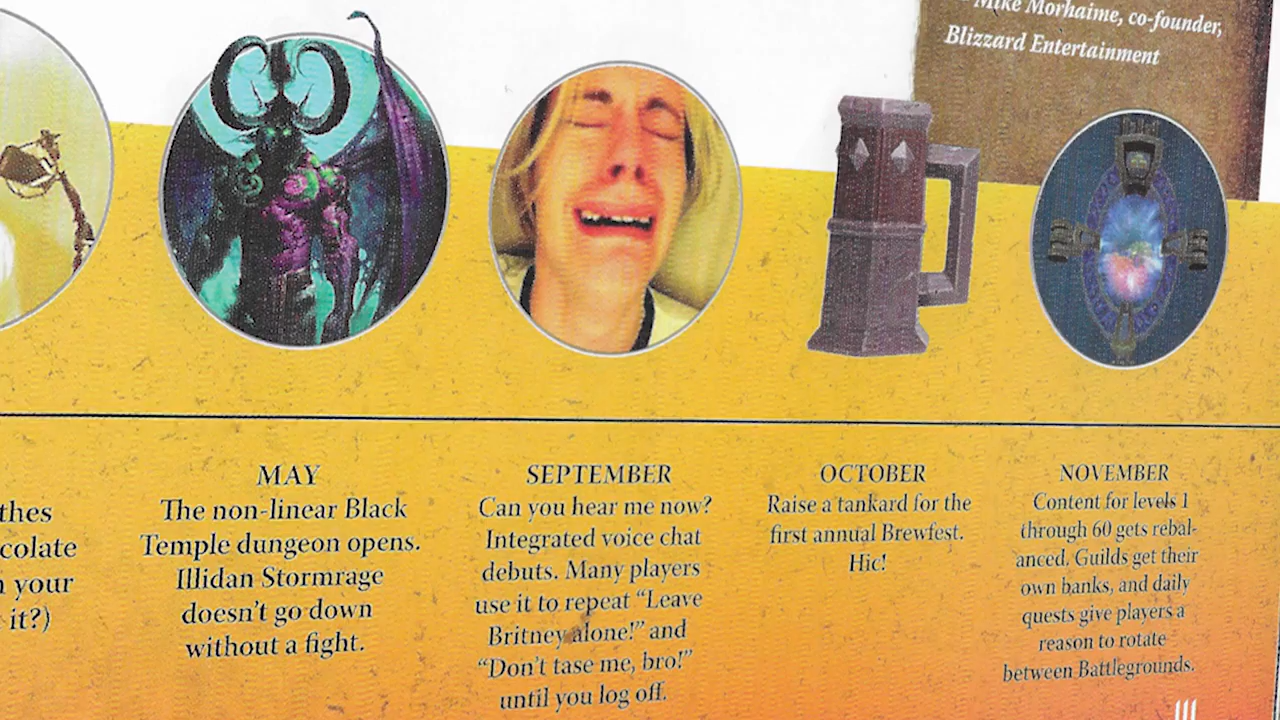 Mike Morhaime, co-founder,
Blizzard Entertainment
thes
colate
your
it?)
MAY
The non-linear Black
Temple dungeon opens.
Illidan Stormrage
doesn't go down
without a fight.
SEPTEMBER
Can you hear me now?
Integrated voice chat
debuts. Many players
use it to repeat “Leave
Britney alone!” and
“Don't tase me, bro!”
until you log off.
OCTOBER
Raise a tankard for the
first annual Brewfest.
Hic!
NOVEMBER
Content for levels 1
through 60 gets rebal-
anced. Guilds get their
own banks, and daily
quests give players a
reason to rotate
between Battlegrounds.